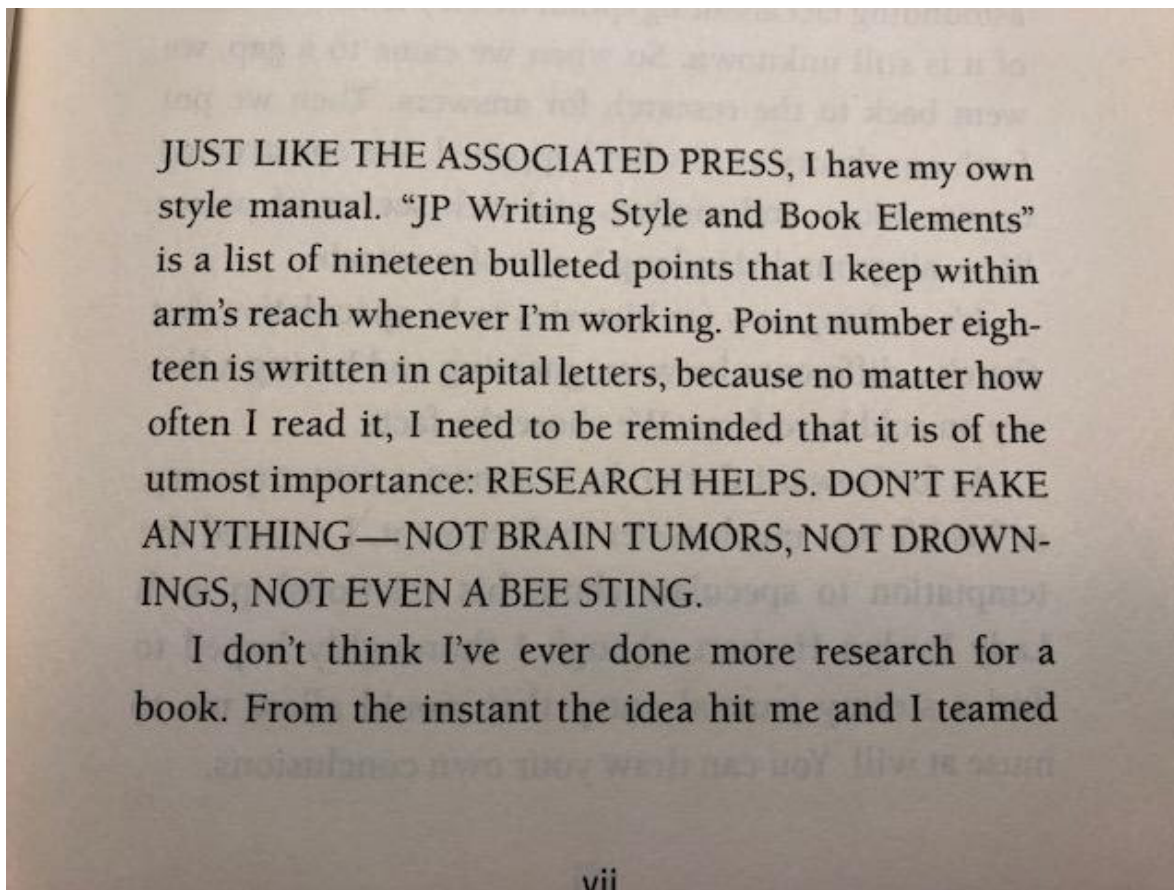 JUST LIKE THE ASSOCIATED PRESS, I have my own
style manual. “JP Writing Style and Book Elements”
is a list of nineteen bulleted points that I keep within
arm’s reach whenever I’m working. Point number eigh-
teen is written in capital letters, because no matter how
often I read it, I need to be reminded that it is of the
utmost importance: RESEARCH HELPS. DON’T FAKE
ANYTHING—NOT BRAIN TUMORS, NOT DROWN-
INGS, NOT EVEN A BEE STING.
I don’t think I’ve ever done more research for a
book. From the instant the idea hit me and I teamed
vii